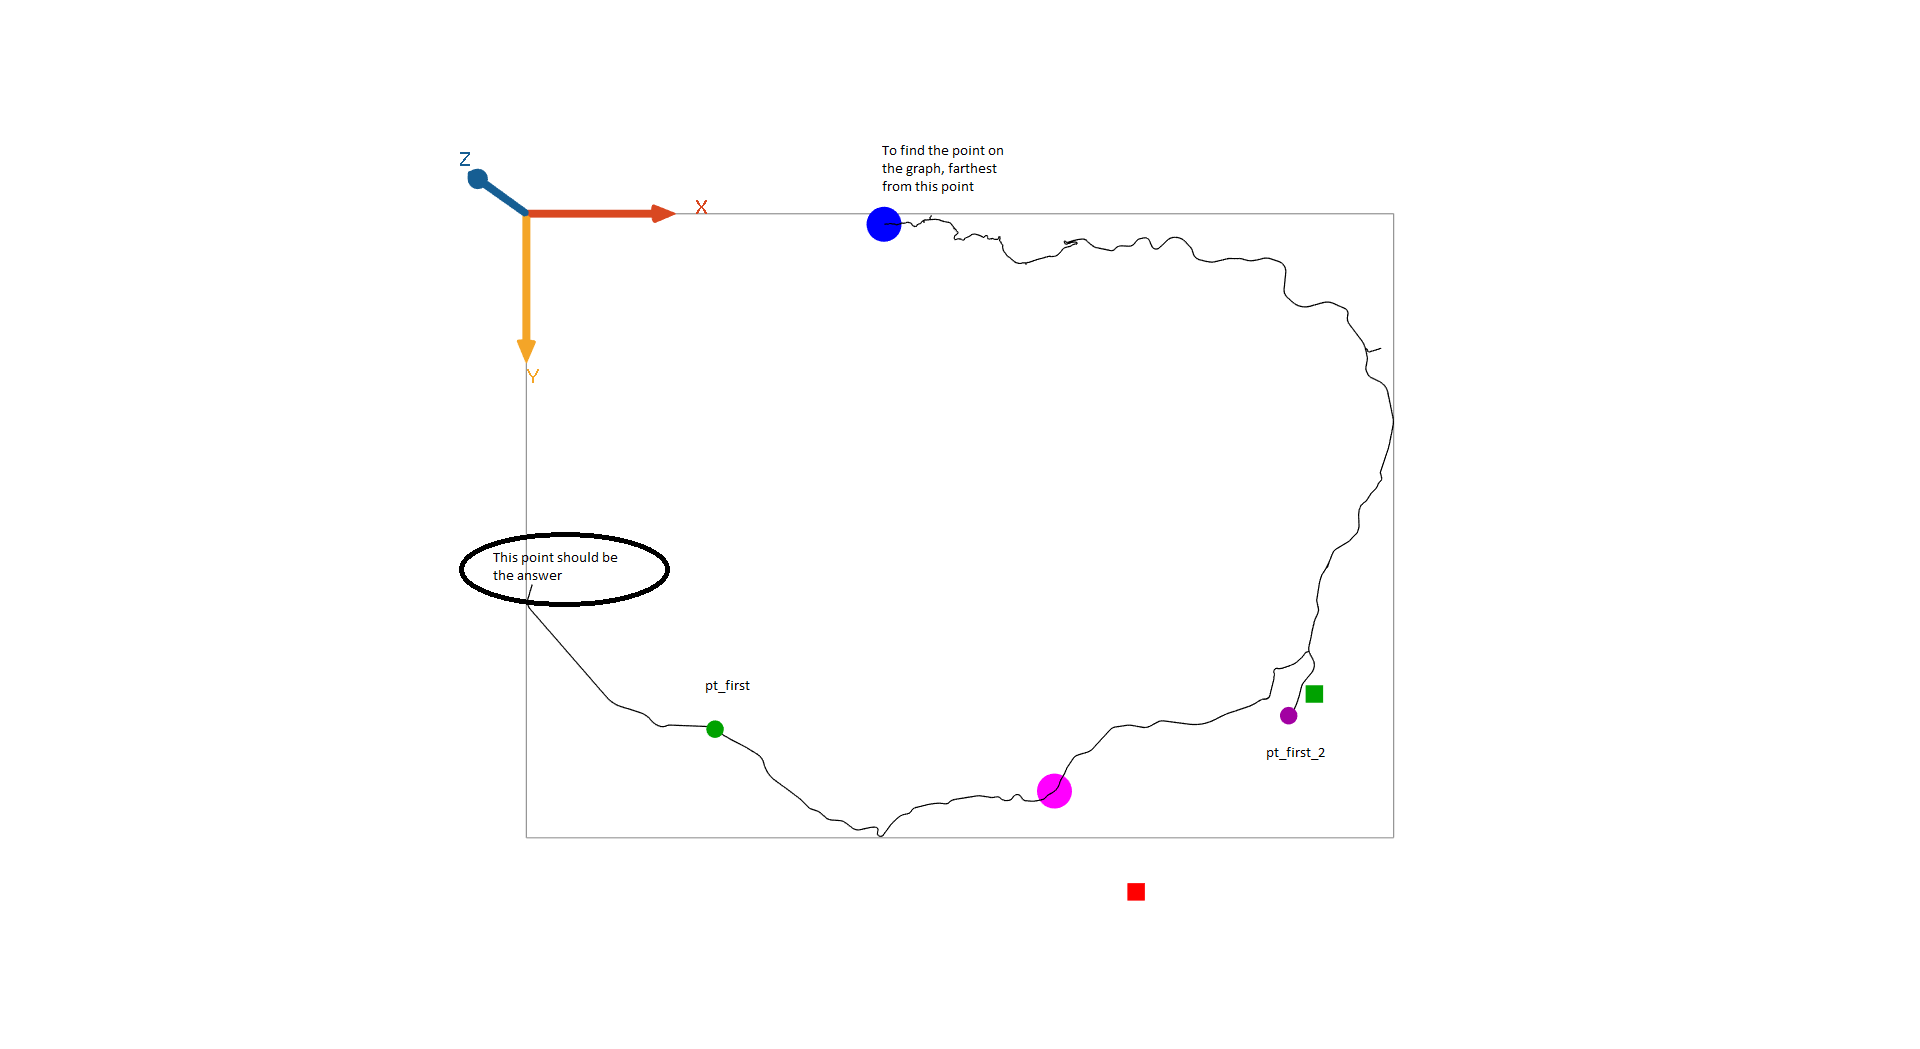 To find the point on
the graph, farthest
from this point
Z
X
Y
This point should be
the answer
pt_first
pt_first_2